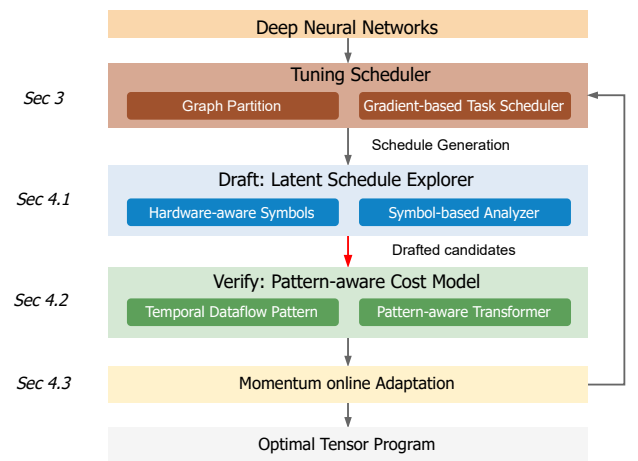 Deep Neural Networks
Sec 3
Tuning Scheduler
Graph Partition
Gradient-based Task Scheduler
Schedule Generation
Sec 4.1
Draft: Latent Schedule Explorer
Hardware-aware Symbols
Symbol-based Analyzer
Drafted candidates
Sec 4.2
Verify: Pattern-aware Cost Model
Temporal Dataflow Pattern
Pattern-aware Transformer
Sec 4.3
Momentum online Adaptation
Optimal Tensor Program